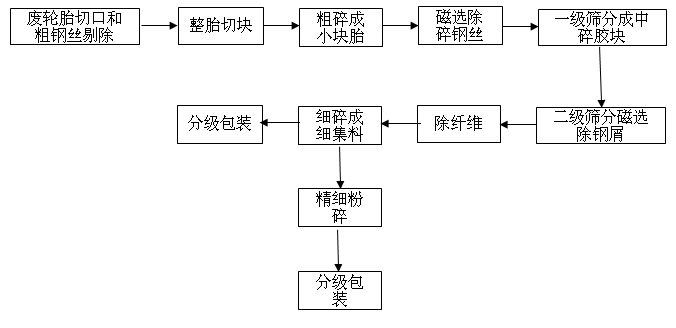 废轮胎切口和
粗钢丝剔除
整胎切块
粗碎成
小块胎
磁选除
碎钢丝
一级筛分成中
碎胶块
分级包装
细碎成
细集料
除纤维
二级筛分磁选
除钢屑
精细粉
碎
分级包
装